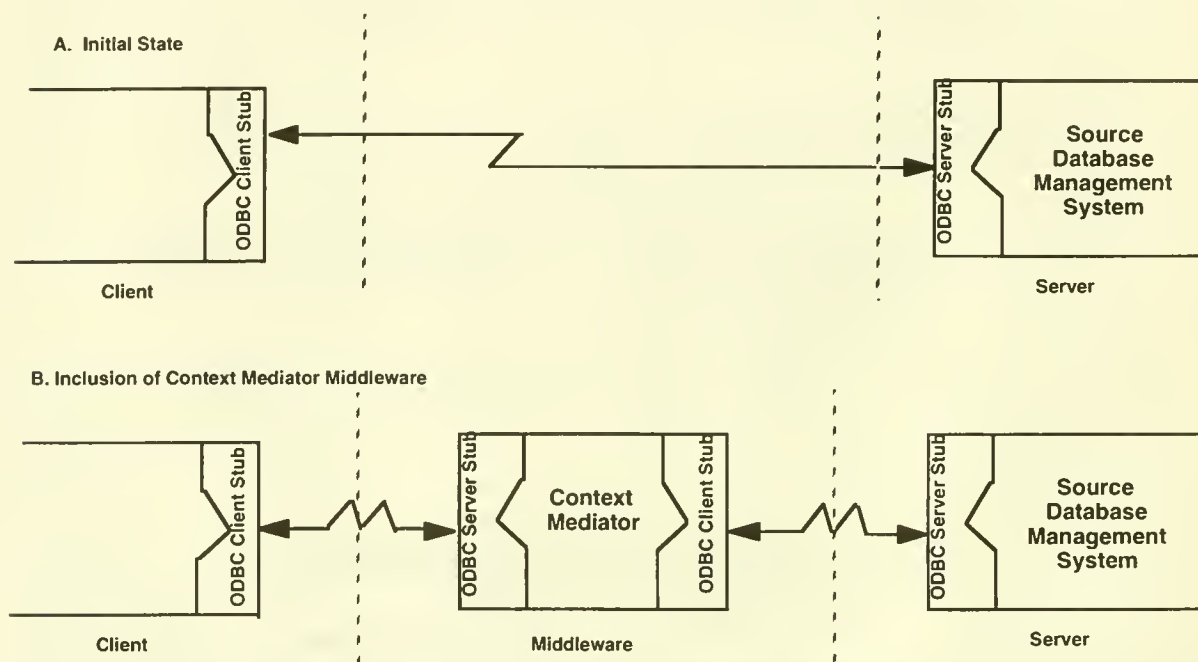 A. Initial State
ODBC Client Stub
ODBC Server Stub
Source
Database
Management
System
Client
Server
B. Inclusion of Context Mediator Middleware
ODBC Client Stub
ODBC Server Stub
Context
Mediator
ODBC Client Stub
ODBC Server Stub
Source
Database
Management
System
Client
Middleware
Server